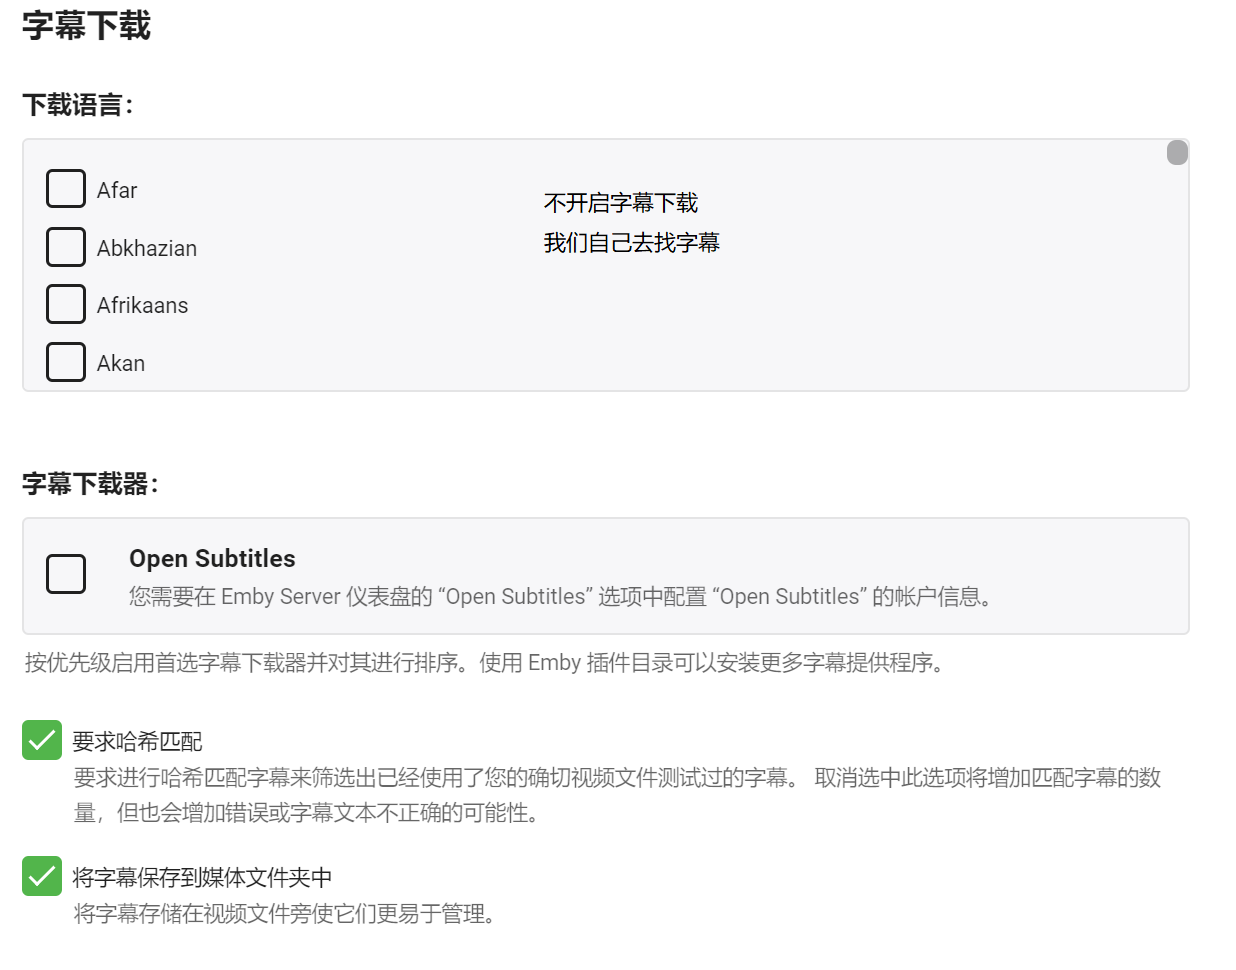 字幕下载
下载语言：
Afar
不开启字幕下载
Abkhazian
我们自己去找字幕
Afrikaans
Akan
字幕下载器：
Open Subtitles
您需要在 Emby Server 仪表盘的 “Open Subtitles” 选项中配置 “Open Subtitles” 的帐户信息。
按优先级启用首选字幕下载器并对其进行排序。使用 Emby 插件目录可以安装更多字幕提供程序。
要求哈希匹配
要求进行哈希匹配字幕来筛选出已经使用了您的确切视频文件测试过的字幕。 取消选中此选项将增加匹配字幕的数
量，但也会增加错误或字幕文本不正确的可能性。
将字幕保存到媒体文件夹中
将字幕存储在视频文件旁使它们更易于管理。